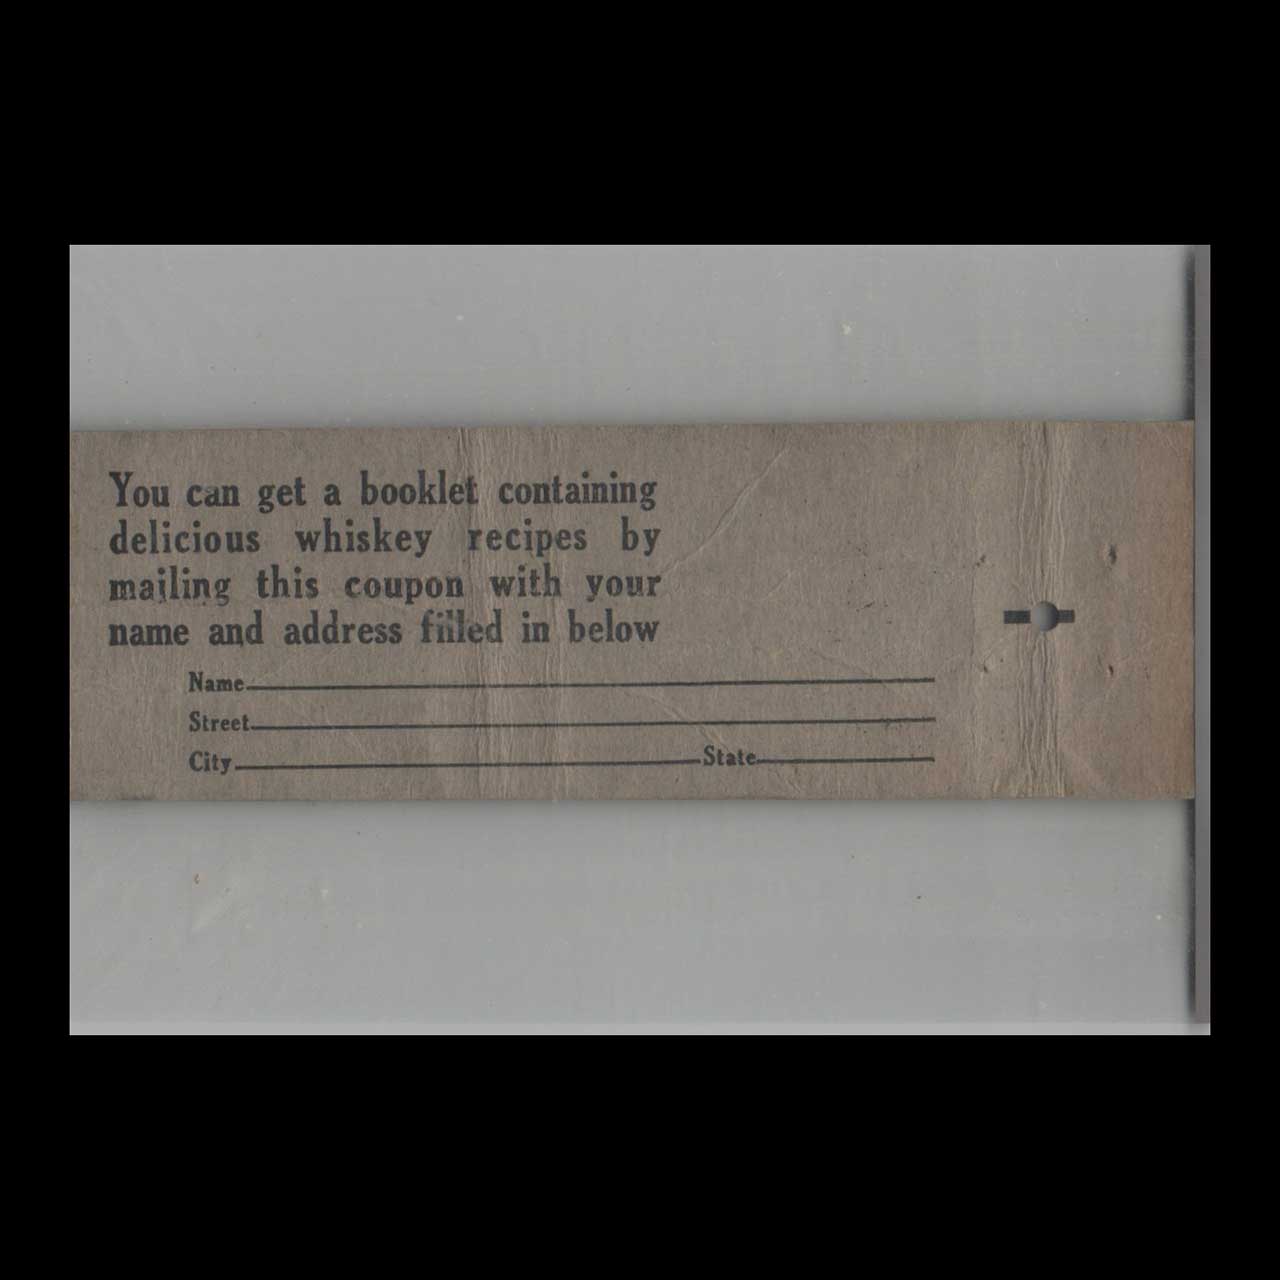 You can get a booklet containing
delicious whiskey recipes by
mailing this coupon with your
name and address filled in below
Name
Street
City State